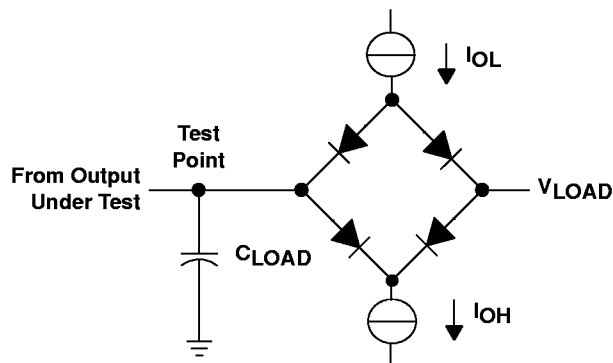 IOL
Test
Point
From Output
Under Test
VLOAD
CLOAD
IOH